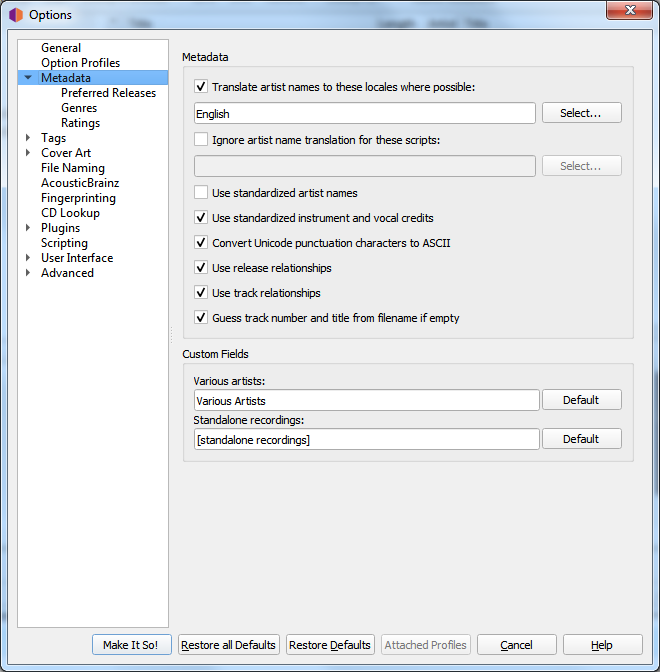 Options
General
Option Profiles
Metadata
Preferred Releases
Genres
Ratings
Tags
Cover Art
File Naming
AcousticBrainz
Fingerprinting
CD Lookup
Plugins
Scripting
User Interface
Advanced
Metadata
Translate artist names to these locales where possible:
English Select...
Ignore artist name translation for these scripts:
Select...
Use standardized artist names
Use standardized instrument and vocal credits
Convert Unicode punctuation characters to ASCII
Use release relationships
Use track relationships
Guess track number and title from filename if empty
Custom Fields
Various artists:
Various Artists Default
Standalone recordings:
[standalone recordings] Default
Make It So! Restore all Defaults Restore Defaults Attached Profiles Cancel Help